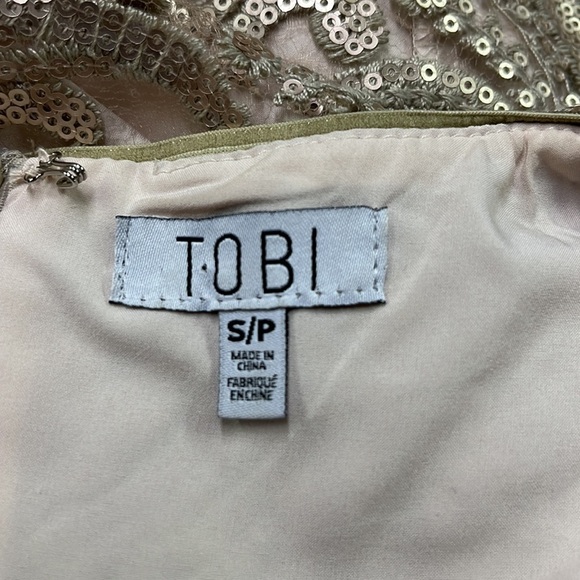 TOBI
S/P
MADE IN
CHINA
FABRIQUÉ
EN CHINE